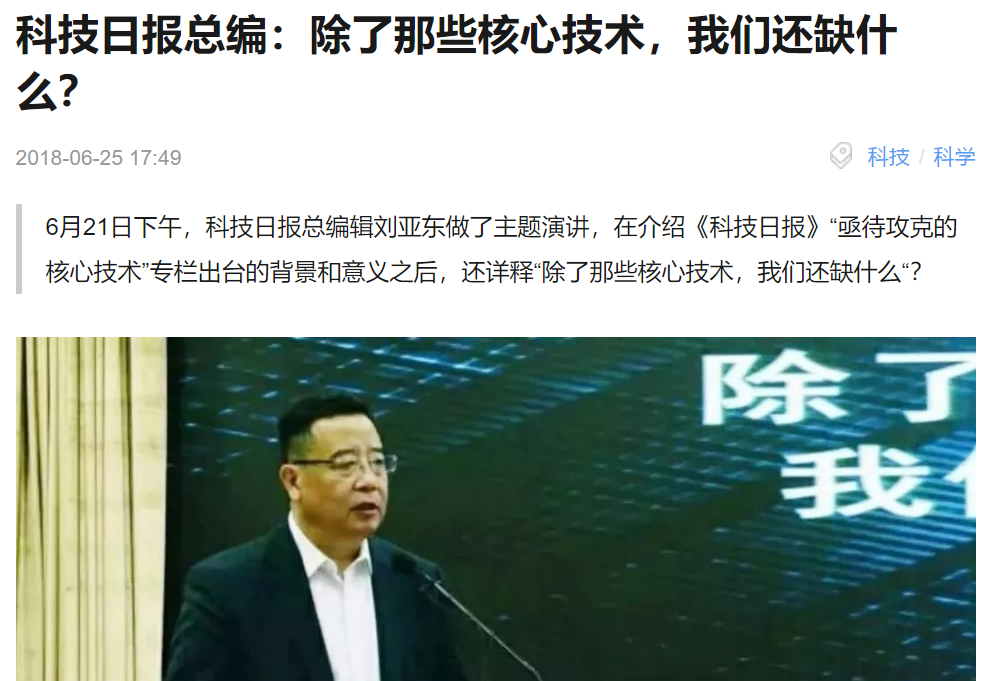 科技日报总编：除了那些核心技术，我们还缺什
么？
2018-06-25 17:49
科技 / 科学
6月21日下午，科技日报总编辑刘亚东做了主题演讲，在介绍《科技日报》“亟待攻克的
核心技术”专栏出台的背景和意义之后，还详释“除了那些核心技术，我们还缺什么“？
除了
我